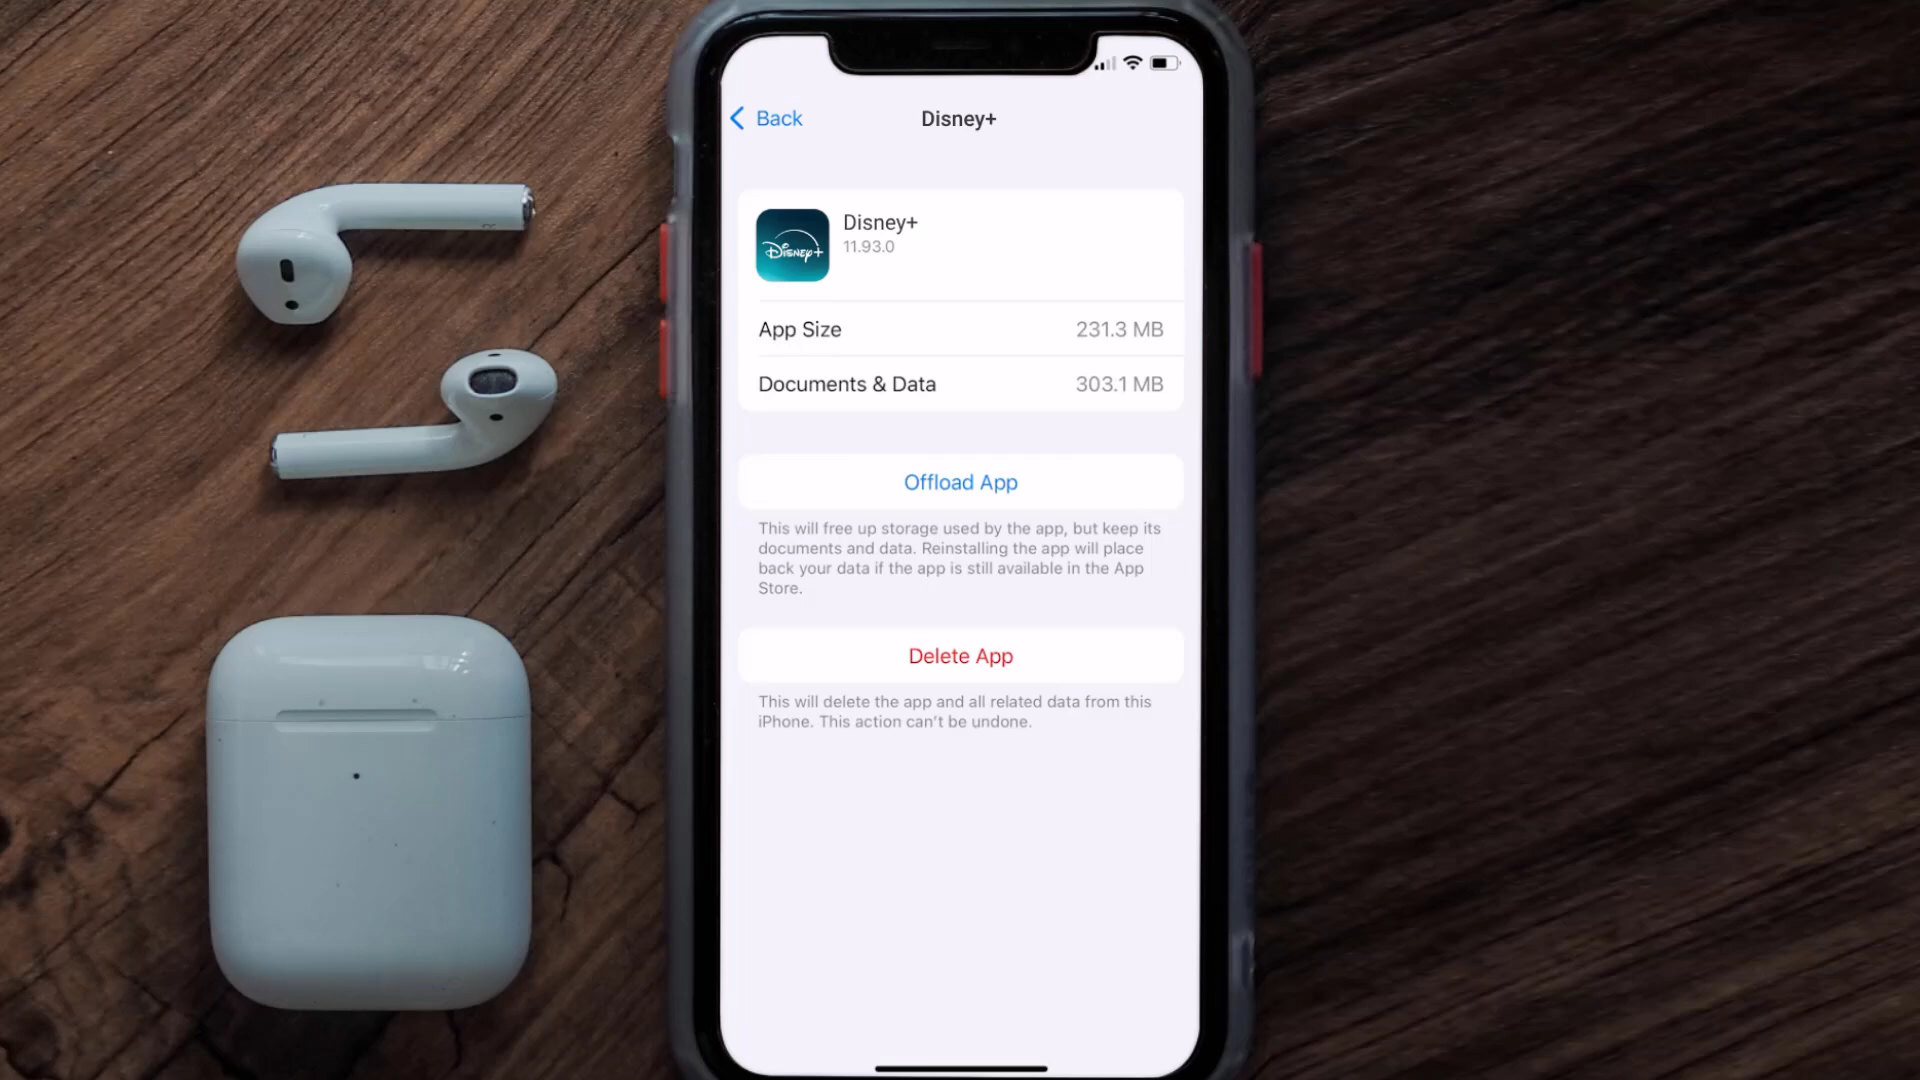 Back
Disney+
Disney+
Disney+
11.93.0
App Size
231.3 MB
Documents & Data
303.1 MB
Offload App
This will free up storage used by the app, but keep its
documents and data. Reinstalling the app will place
back your data if the app is still available in the App
Store.
Delete App
This will delete the app and all related data from this
iPhone. This action can't be undone.